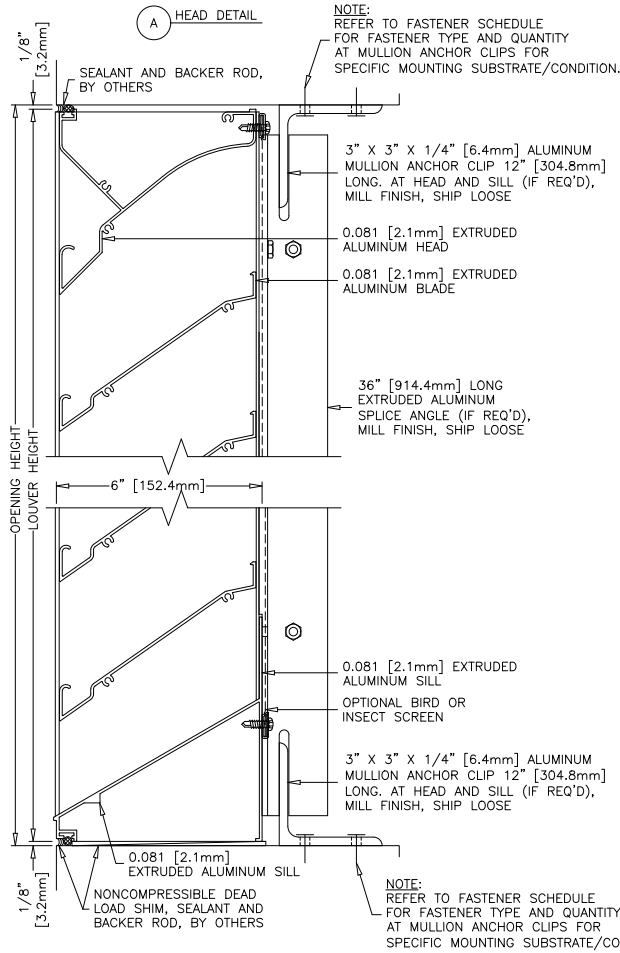 A HEAD DETAIL
NOTE:
REFER TO FASTENER SCHEDULE
FOR FASTENER TYPE AND QUANTITY
AT MULLION ANCHOR CLIPS FOR
SPECIFIC MOUNTING SUBSTRATE/CONDITION.
1/8"
[3.2mm]
SEALANT AND BACKER ROD,
BY OTHERS
3" X 3" X 1/4" [6.4mm] ALUMINUM
MULLION ANCHOR CLIP 12" [304.8mm]
LONG. AT HEAD AND SILL (IF REQ'D),
MILL FINISH, SHIP LOOSE
0.081 [2.1mm] EXTRUDED
ALUMINUM HEAD
0.081 [2.1mm] EXTRUDED
ALUMINUM BLADE
36" [914.4mm] LONG
EXTRUDED ALUMINUM
SPLICE ANGLE (IF REQ'D),
MILL FINISH, SHIP LOOSE
OPENING HEIGHT
LOUVER HEIGHT
6" [152.4mm]
0.081 [2.1mm] EXTRUDED
ALUMINUM SILL
OPTIONAL BIRD OR
INSECT SCREEN
3" X 3" X 1/4" [6.4mm] ALUMINUM
MULLION ANCHOR CLIP 12" [304.8mm]
LONG. AT HEAD AND SILL (IF REQ'D),
MILL FINISH, SHIP LOOSE
0.081 [2.1mm]
EXTRUDED ALUMINUM SILL
1/8"
[3.2mm]
NONCOMPRESSIBLE DEAD
LOAD SHIM, SEALANT AND
BACKER ROD, BY OTHERS
NOTE:
REFER TO FASTENER SCHEDULE
FOR FASTENER TYPE AND QUANTITY
AT MULLION ANCHOR CLIPS FOR
SPECIFIC MOUNTING SUBSTRATE/CO